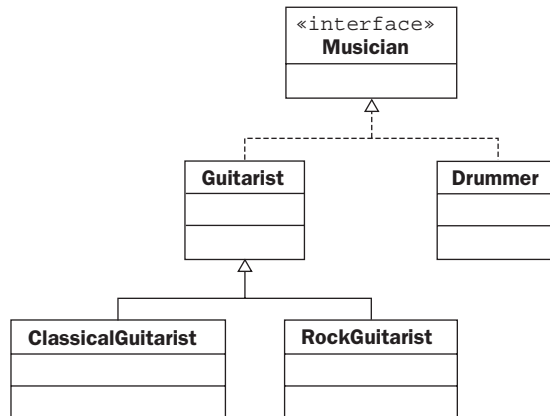 «interface»
Musician
Guitarist
Drummer
ClassicalGuitarist
RockGuitarist